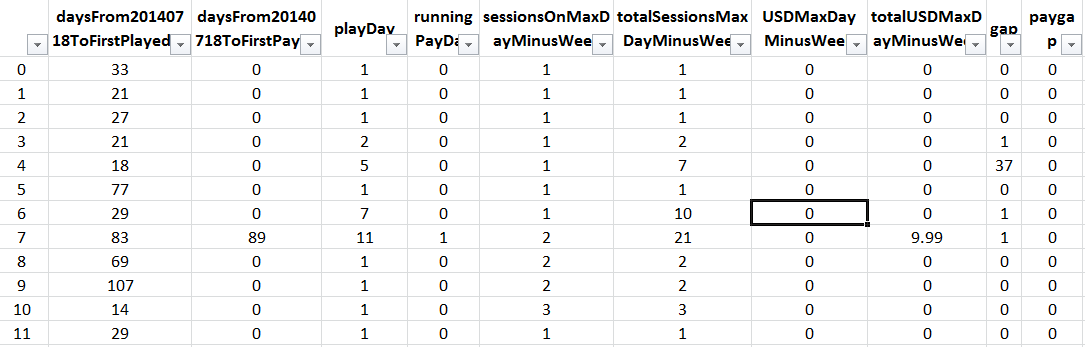 daysFrom201407 daysFrom20140 running sessionsOnMaxD totalSessionsMax USDMaxDay totalUSDMaxD payga
playDay gap
18ToFirstPlayed 718ToFirstPay PayDa ayMinusWee DayMinusWee MinusWee ayMinusWe p
0 33 0 1 0 1 1 0 0 0 0
1 21 0 1 0 1 1 0 0 0 0
2 27 0 1 0 1 1 0 0 0 0
3 21 0 2 0 1 2 0 0 1 0
4 18 0 5 0 1 7 0 0 37 0
5 77 0 1 0 1 1 0 0 0 0
6 29 0 7 0 1 10 0 0 1 0
7 83 89 11 1 2 21 0 9.99 1 0
8 69 0 1 0 2 2 0 0 0 0
9 107 0 1 0 2 2 0 0 0 0
10 14 0 1 0 3 3 0 0 0 0
11 29 0 1 0 1 1 0 0 0 0